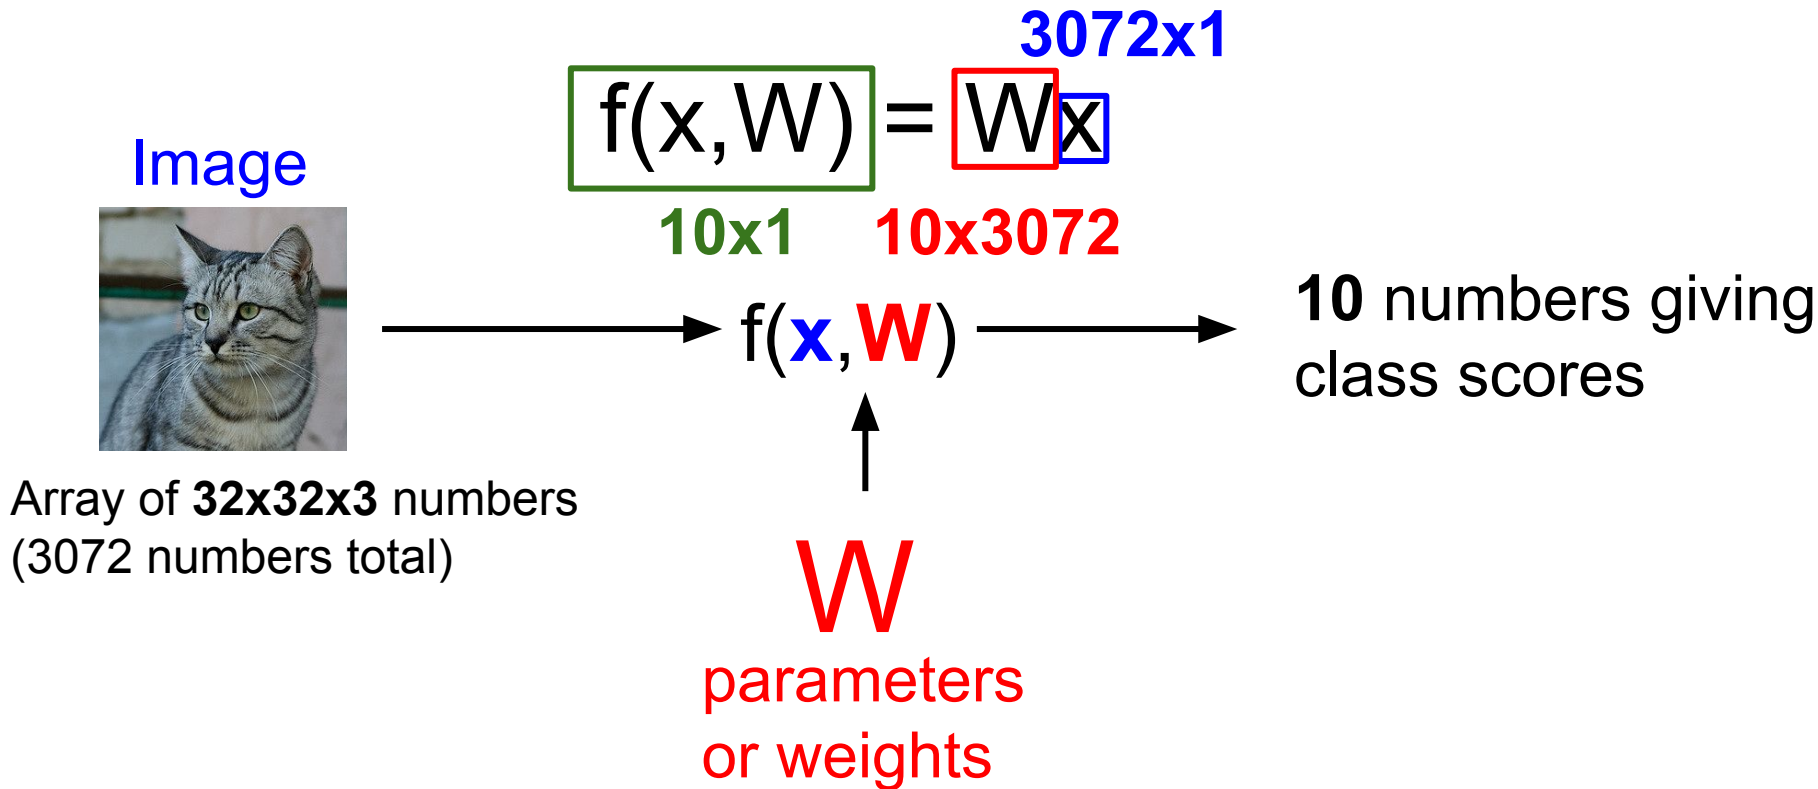 3072x1
f(x,W) = Wx
10x1 10x3072
Image
Array of 32x32x3 numbers
(3072 numbers total)
f(x,W)
W
parameters
or weights
10 numbers giving
class scores